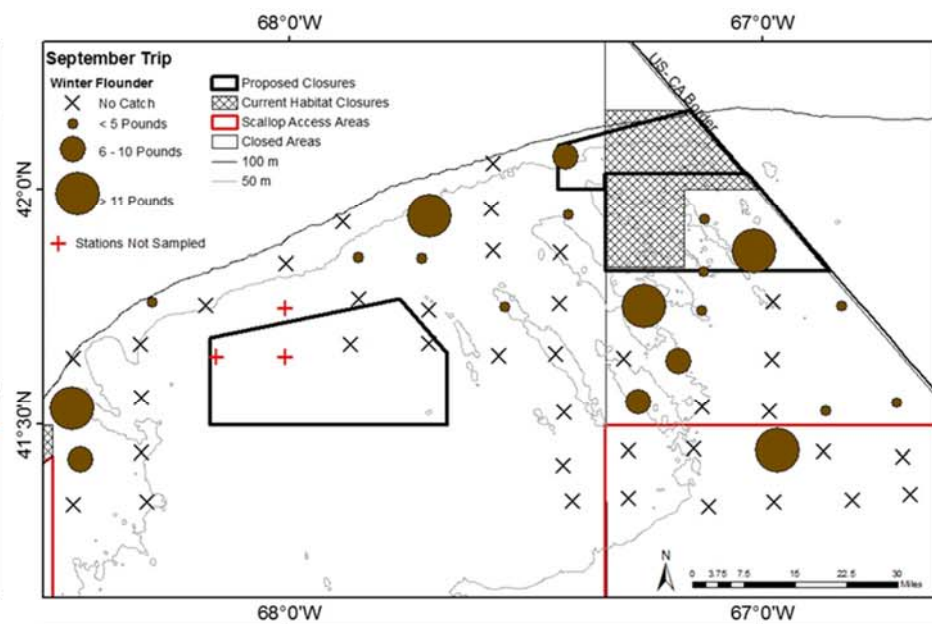 68°0'W 67°0'W
September Trip
Winter Flounder
No Catch
< 5 Pounds
6 - 10 Pounds
> 11 Pounds
Stations Not Sampled
Proposed Closures
Current Habitat Closures
Scallop Access Areas
Closed Areas
100 m
50 m
US- CA Border
42°0'N
41°30'N
N
0 3.75 7.5 15 22.5 30
Miles
68°0'W 67°0'W